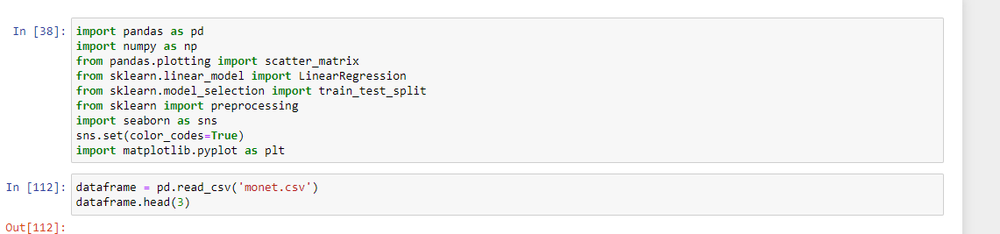 In [38]: import pandas as pd
import numpy as np
from pandas.plotting import scatter_matrix
from sklearn.linear_model import LinearRegression
from sklearn.model_selection import train_test_split
from sklearn import preprocessing
import seaborn as sns
sns.set(color_codes=True)
import matplotlib.pyplot as plt
In [112]: dataframe = pd.read_csv('monet.csv')
dataframe.head(3)
Out[112]: